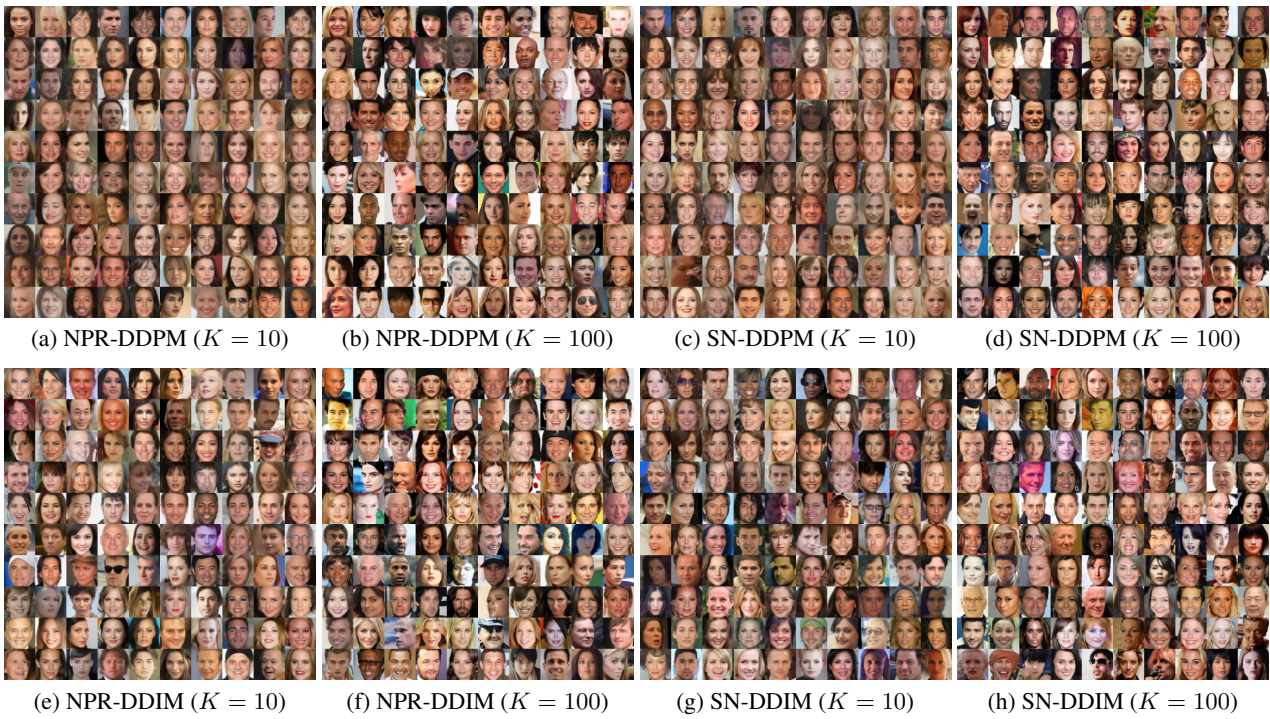 (a) NPR-DDPM (K = 10)
(b) NPR-DDPM (K = 100)
(c) SN-DDPM (K = 10)
(d) SN-DDPM (K = 100)
(e) NPR-DDIM (K = 10)
(f) NPR-DDIM (K = 100)
(g) SN-DDIM (K = 10)
(h) SN-DDIM (K = 100)